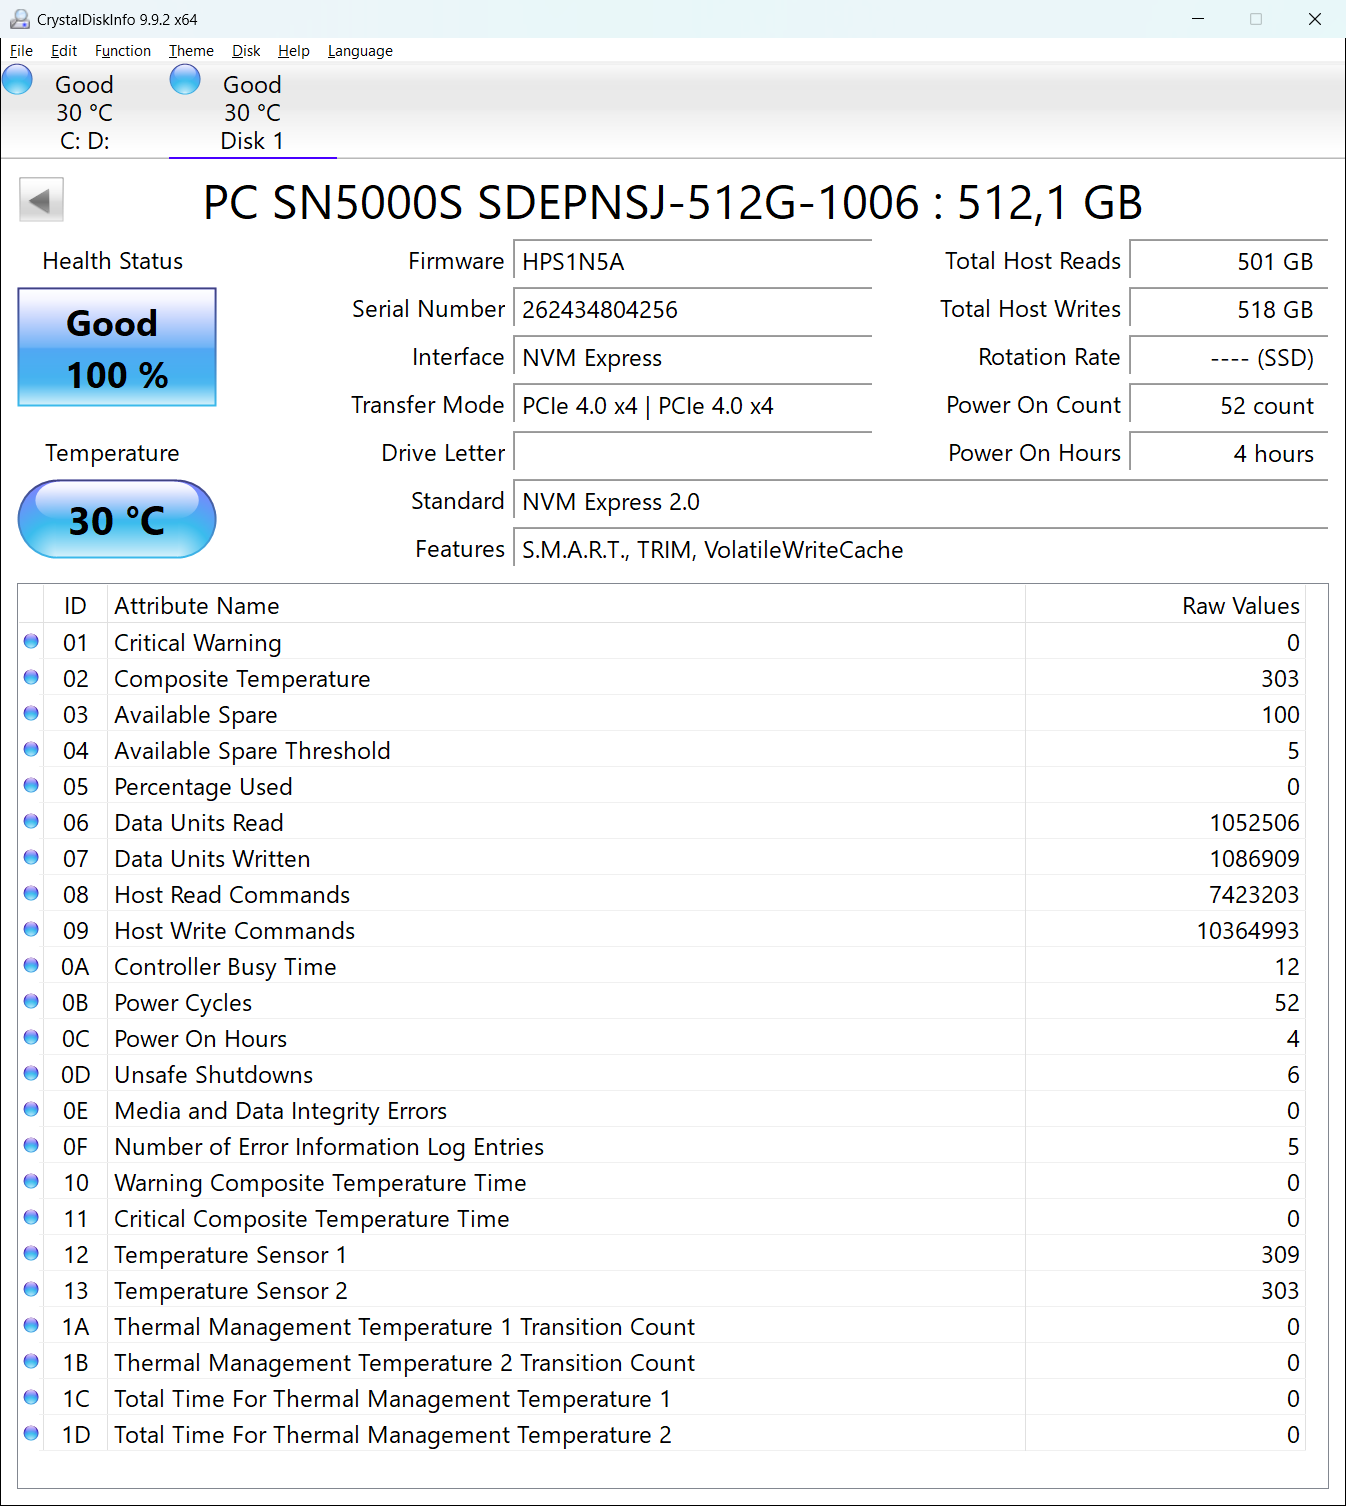 CrystalDiskInfo 9.9.2 x64
File Edit Function Theme Disk Help Language
Good Good
30 °C 30 °C
C: D: Disk 1
PC SN5000S SDEPNSJ-512G-1006 : 512,1 GB
Health Status
Good
100 %
Temperature
30 °C
Firmware HPS1N5A
Serial Number 262434804256
Interface NVM Express
Transfer Mode PCIe 4.0 x4 | PCIe 4.0 x4
Drive Letter
Standard NVM Express 2.0
Features S.M.A.R.T., TRIM, VolatileWriteCache
Total Host Reads 501 GB
Total Host Writes 518 GB
Rotation Rate ---- (SSD)
Power On Count 52 count
Power On Hours 4 hours
ID Attribute Name Raw Values
01 Critical Warning 0
02 Composite Temperature 303
03 Available Spare 100
04 Available Spare Threshold 5
05 Percentage Used 0
06 Data Units Read 1052506
07 Data Units Written 1086909
08 Host Read Commands 7423203
09 Host Write Commands 10364993
0A Controller Busy Time 12
0B Power Cycles 52
0C Power On Hours 4
0D Unsafe Shutdowns 6
0E Media and Data Integrity Errors 0
0F Number of Error Information Log Entries 5
10 Warning Composite Temperature Time 0
11 Critical Composite Temperature Time 0
12 Temperature Sensor 1 309
13 Temperature Sensor 2 303
1A Thermal Management Temperature 1 Transition Count 0
1B Thermal Management Temperature 2 Transition Count 0
1C Total Time For Thermal Management Temperature 1 0
1D Total Time For Thermal Management Temperature 2 0